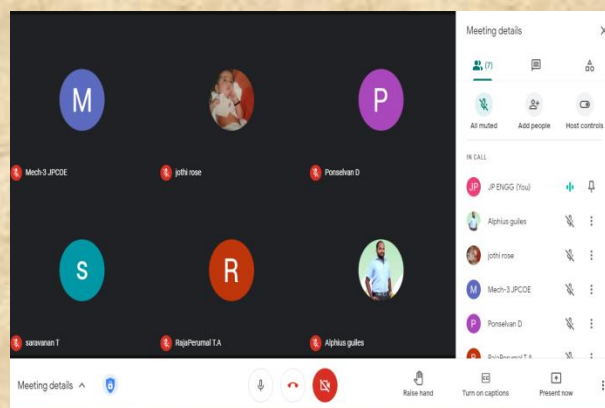 Meeting details
(7)
M
P
All muted
Add people
Host controls
Mech-3 JPCOE
jothi rose
Ponselvan D
IN CALL
JP
JP ENGG (You)
Alphius guiles
jothi rose
S
R
M
Mech-3 JPCOE
P
Ponselvan D
saravanan T
RajaPerumal T.A
Alphius guiles
R
RajaPerumal T.A
Meeting details
Raise hand
Turn on captions
Present now